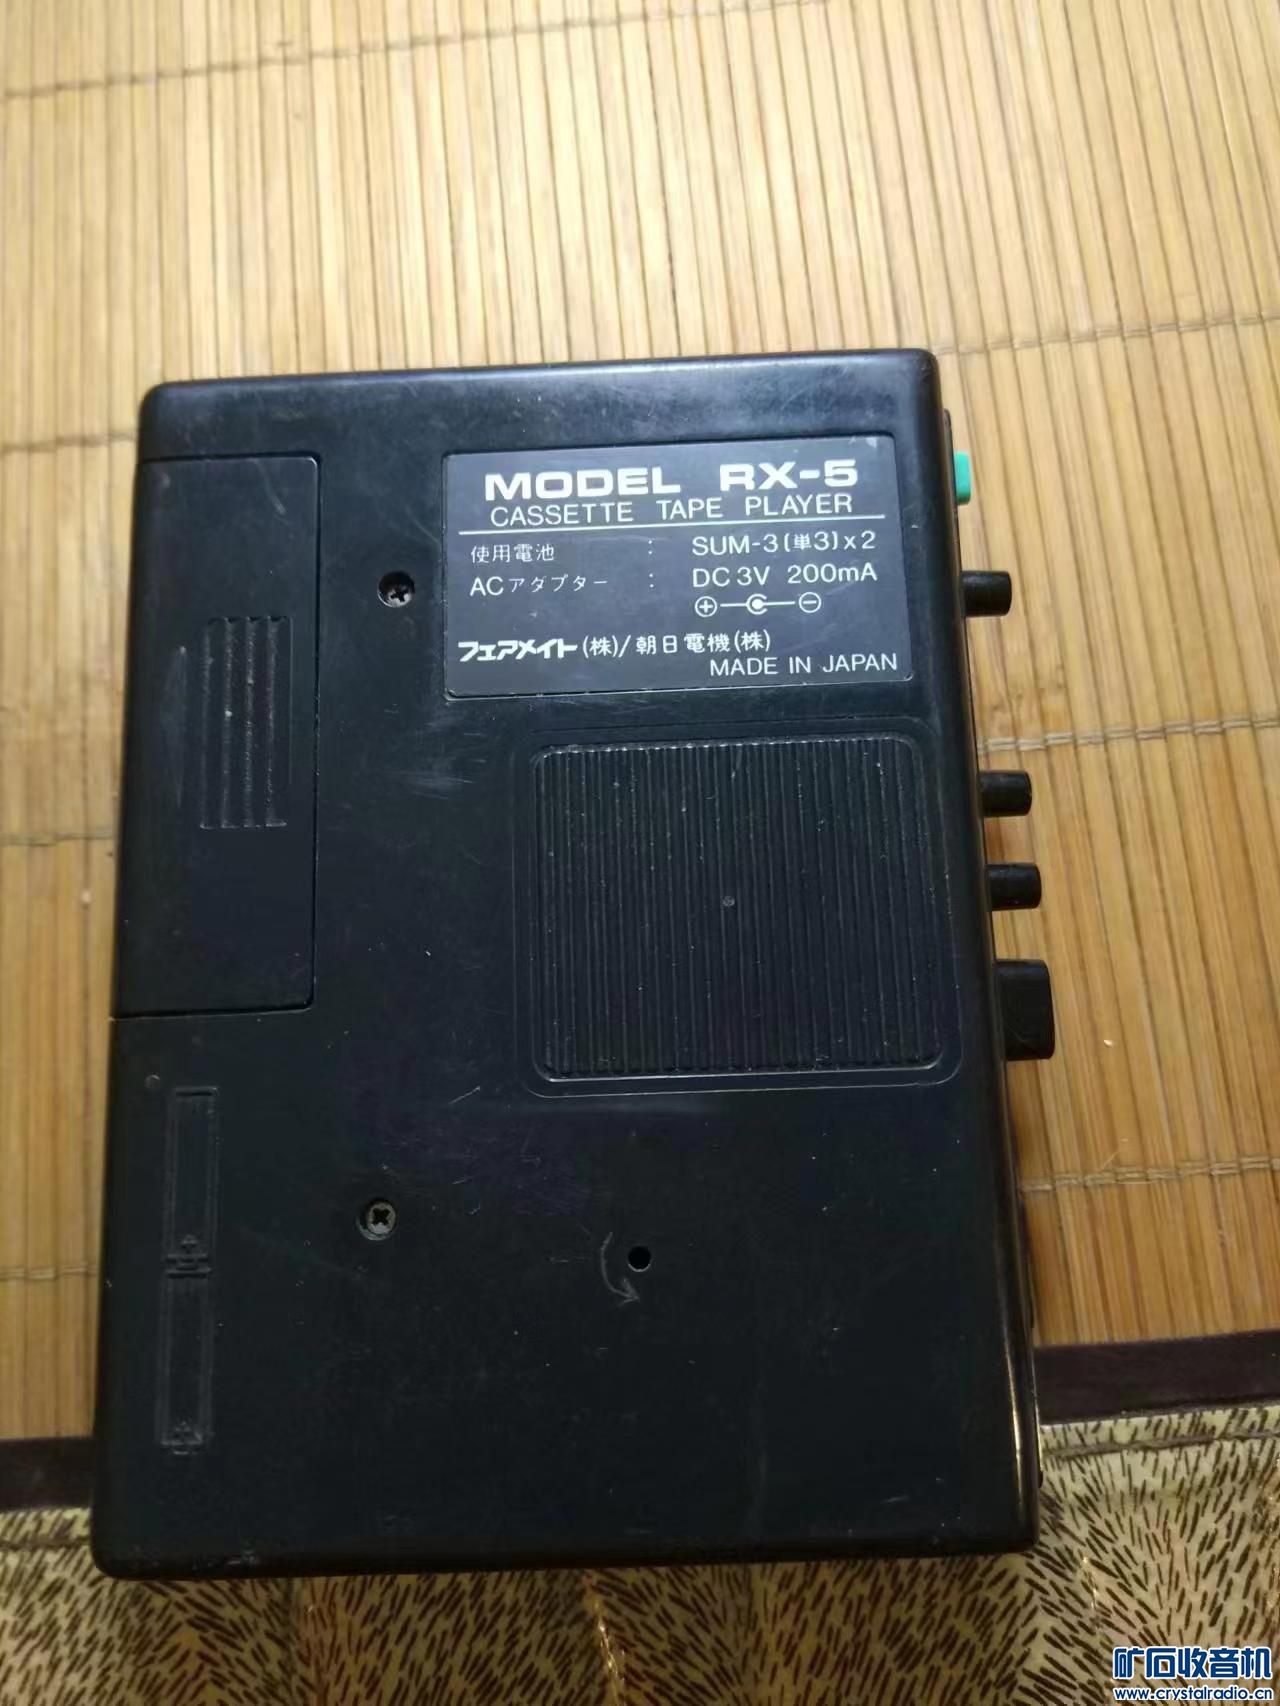 MODEL RX-5
CASSETTE TAPE PLAYER
使用電池 : SUM-3(単3)x2
ACアダプター : DC 3V 200mA
フェアメイト(株)/朝日電機(株)
MADE IN JAPAN
矿石收音机
www.crystalradio.cn